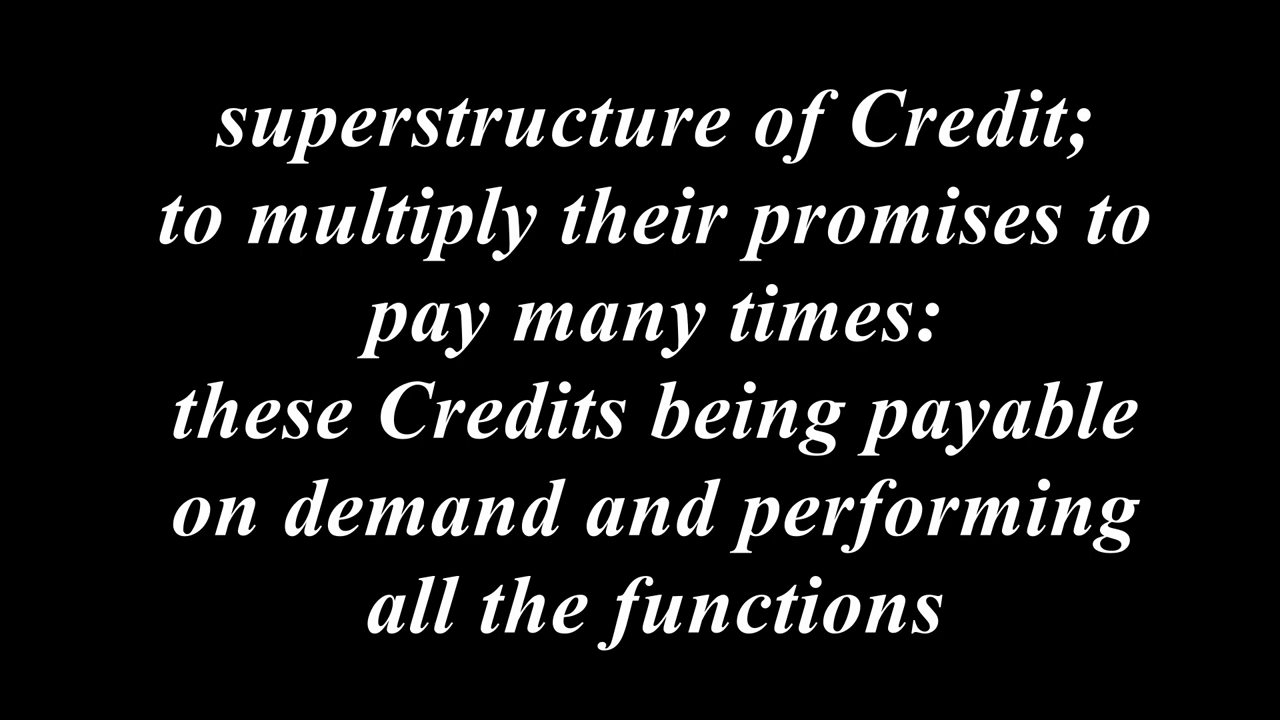 superstructure of Credit;
to multiply their promises to
pay many times:
these Credits being payable
on demand and performing
all the functions